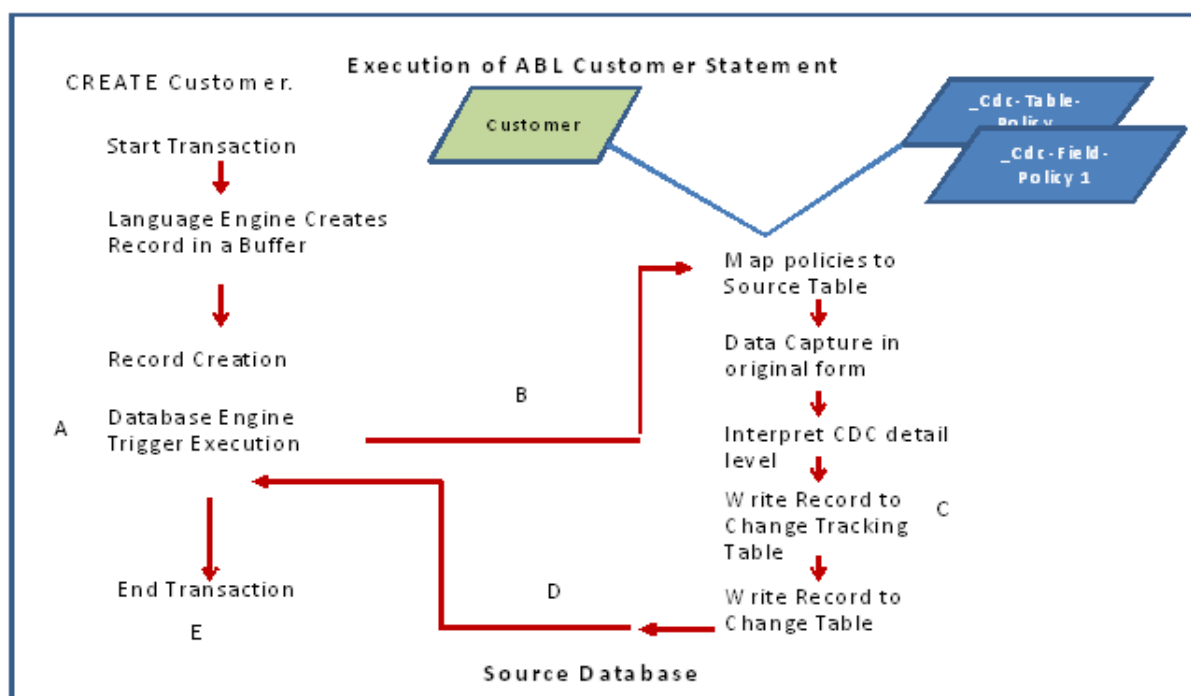 Execution of ABL Customer Statement
CREATE Customer.
Customer
_Cdc-Table-
Policy
_Cdc-Field-
Policy 1
Start Transaction
Language Engine Creates
Record in a Buffer
Record Creation
A
Database Engine
Trigger Execution
End Transaction
E
B
Map policies to
Source Table
Data Capture in
original form
Interpret CDC detail
level
Write Record to
Change Tracking
Table
C
Write Record to
Change Table
D
Source Database